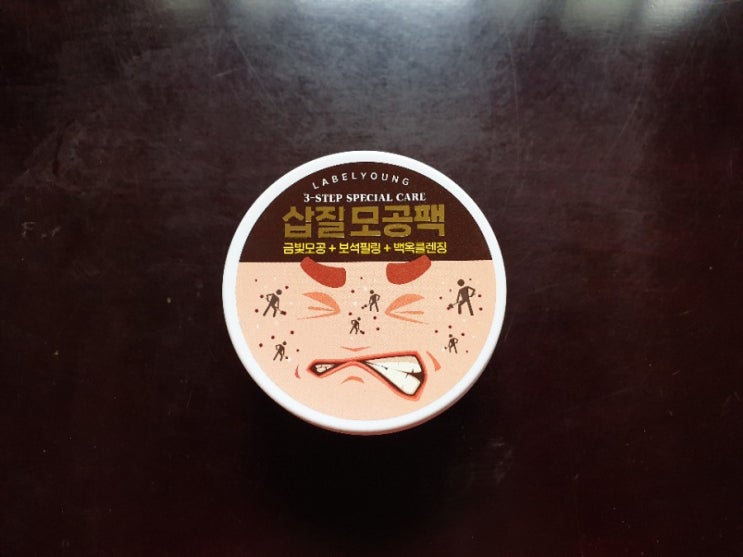 LABELYOUNG
3-STEP SPECIAL CARE
삽질모공팩
금빛모공 + 보석필링 + 백옥클렌징